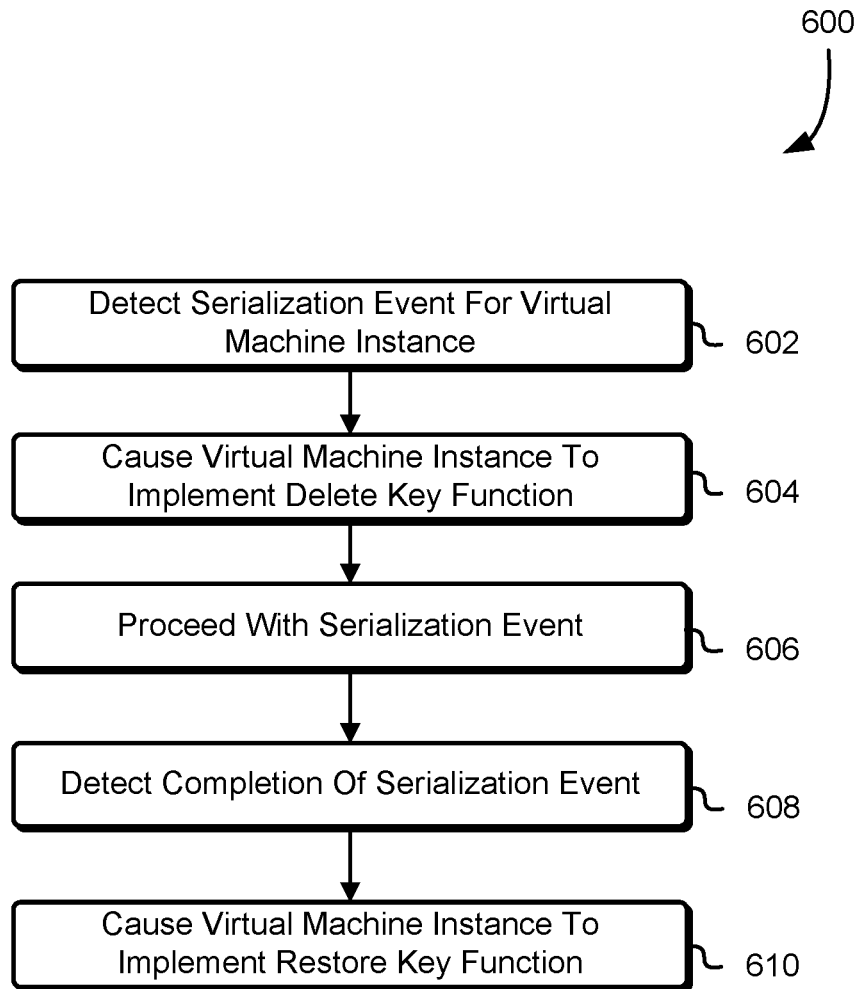 600
Detect Serialization Event For Virtual
Machine Instance
602
Cause Virtual Machine Instance To
Implement Delete Key Function
604
Proceed With Serialization Event
606
Detect Completion Of Serialization Event
608
Cause Virtual Machine Instance To
Implement Restore Key Function
610